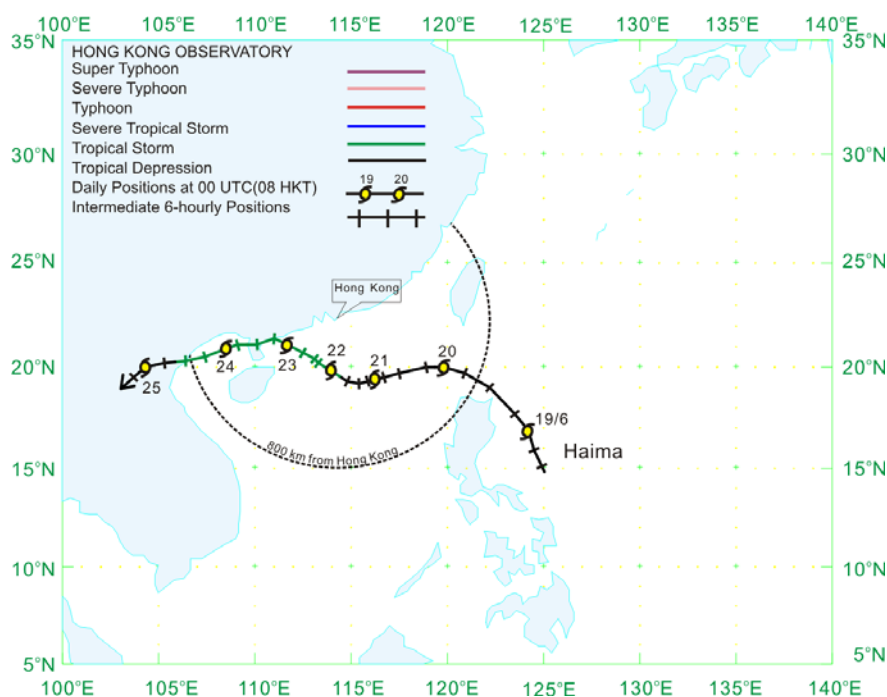 100°E 105°E 110°E 115°E 120°E 125°E 130°E 135°E 140°E
35°N 35°N
HONG KONG OBSERVATORY
Super Typhoon
Severe Typhoon
Typhoon
Severe Tropical Storm
Tropical Storm
Tropical Depression
Daily Positions at 00 UTC(08 HKT) 19 20
Intermediate 6-hourly Positions
30°N 30°N
25°N 25°N
Hong Kong
20°N 20°N
25 24 23 22 21 20
19/6
Haima
800 km from Hong Kong
15°N 15°N
10°N 10°N
5°N 5°N
100°E 105°E 110°E 115°E 120°E 125°E 130°E 135°E 140°E